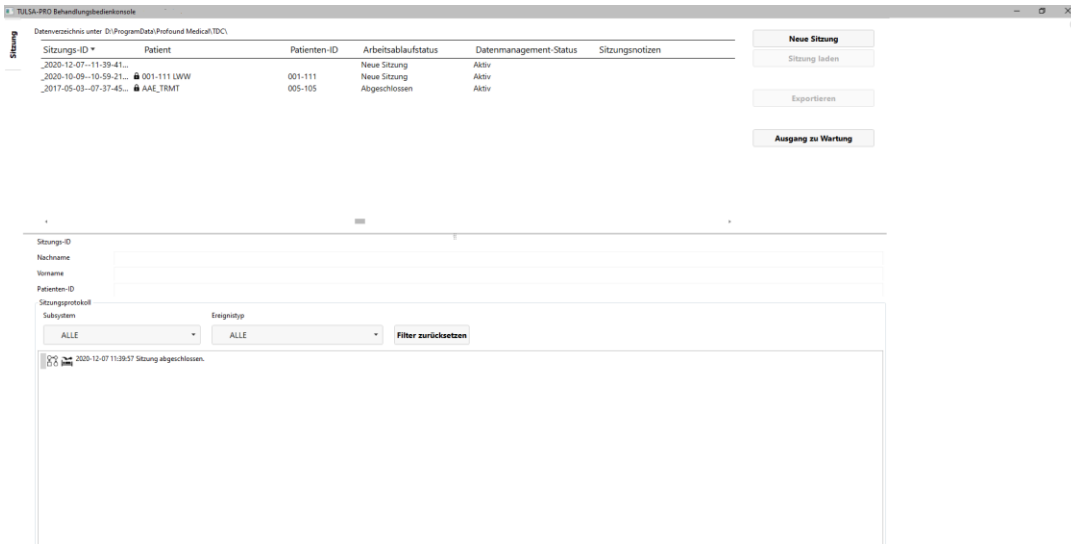 TULSA-PRO Behandlungsbedienkonsole
Sitzung
Datenverzeichnis unter D:\ProgramData\Profound Medical\TDC\
Sitzungs-ID Patient Patienten-ID Arbeitsablaufstatus Datenmanagement-Status Sitzungsnotizen
_2020-12-07--11-39-41... Neue Sitzung Aktiv
_2020-10-09--10-59-21... 001-111 LWW 001-111 Neue Sitzung Aktiv
_2017-05-03--07-37-45... AAE_TRMT 005-105 Abgeschlossen Aktiv
Neue Sitzung
Sitzung laden
Exportieren
Ausgang zu Wartung
Sitzungs-ID
Nachname
Vorname
Patienten-ID
Sitzungsprotokoll
Subsystem Ereignistyp
ALLE ALLE Filter zurücksetzen
2020-12-07 11:39:57 Sitzung abgeschlossen.